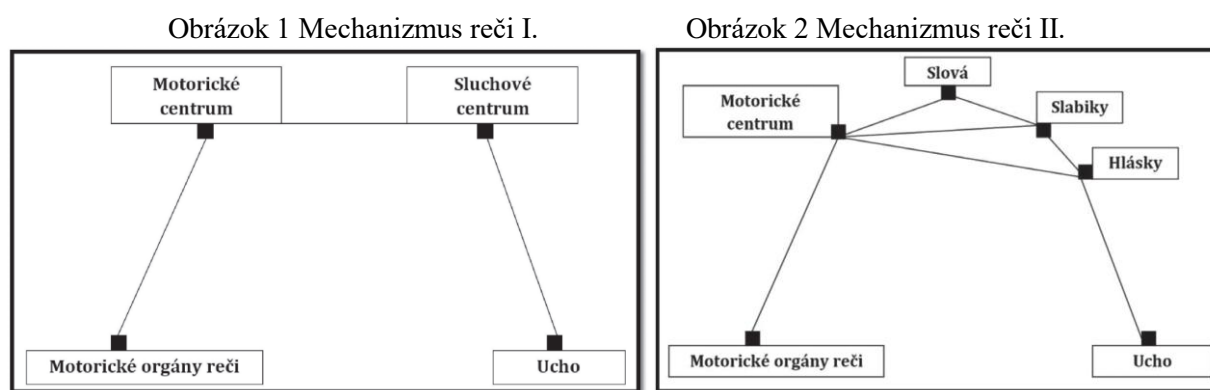 Obrázok 1 Mechanizmus reči I.
Motorické
centrum
Sluchové
centrum
Motorické orgány reči
Ucho
Obrázok 2 Mechanizmus reči II.
Slová
Motorické
centrum
Slabiky
Hlásky
Motorické orgány reči
Ucho